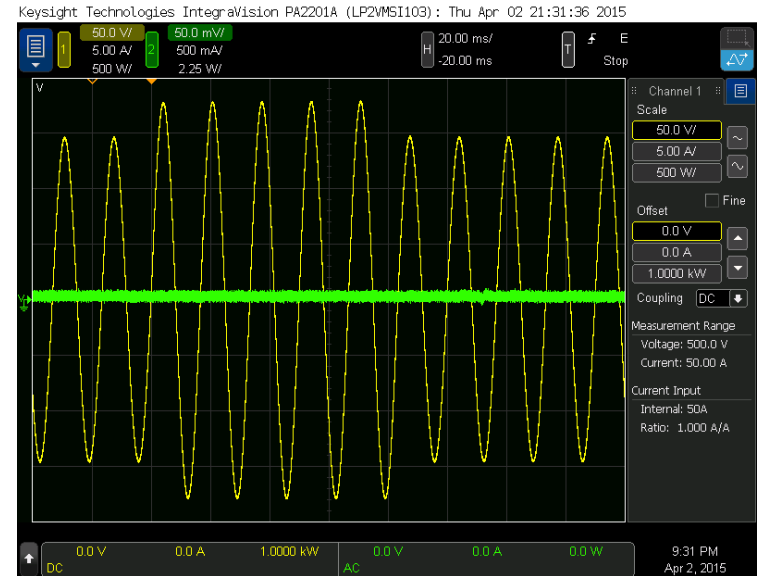 Keysight Technologies IntegraVision PA2201A (LP2VMSI103): Thu Apr 02 21:31:36 2015
1 50.0 V/ 2 50.0 mV/ H 20.00 ms/ T E
5.00 A/ 500 mA/ -20.00 ms Stop
500 W/ 2.25 W/
V
Channel 1
Scale
50.0 V/
5.00 A/
500 W/
Fine
Offset
0.0 V
0.0 A
1.0000 kW
Coupling DC
Measurement Range
Voltage: 500.0 V
Current: 50.00 A
Current Input
Internal: 50A
Ratio: 1.000 A/A
0.0 V 0.0 A 1.0000 kW 0.0 V 0.0 A 0.0 W 9:31 PM
DC AC Apr 2, 2015